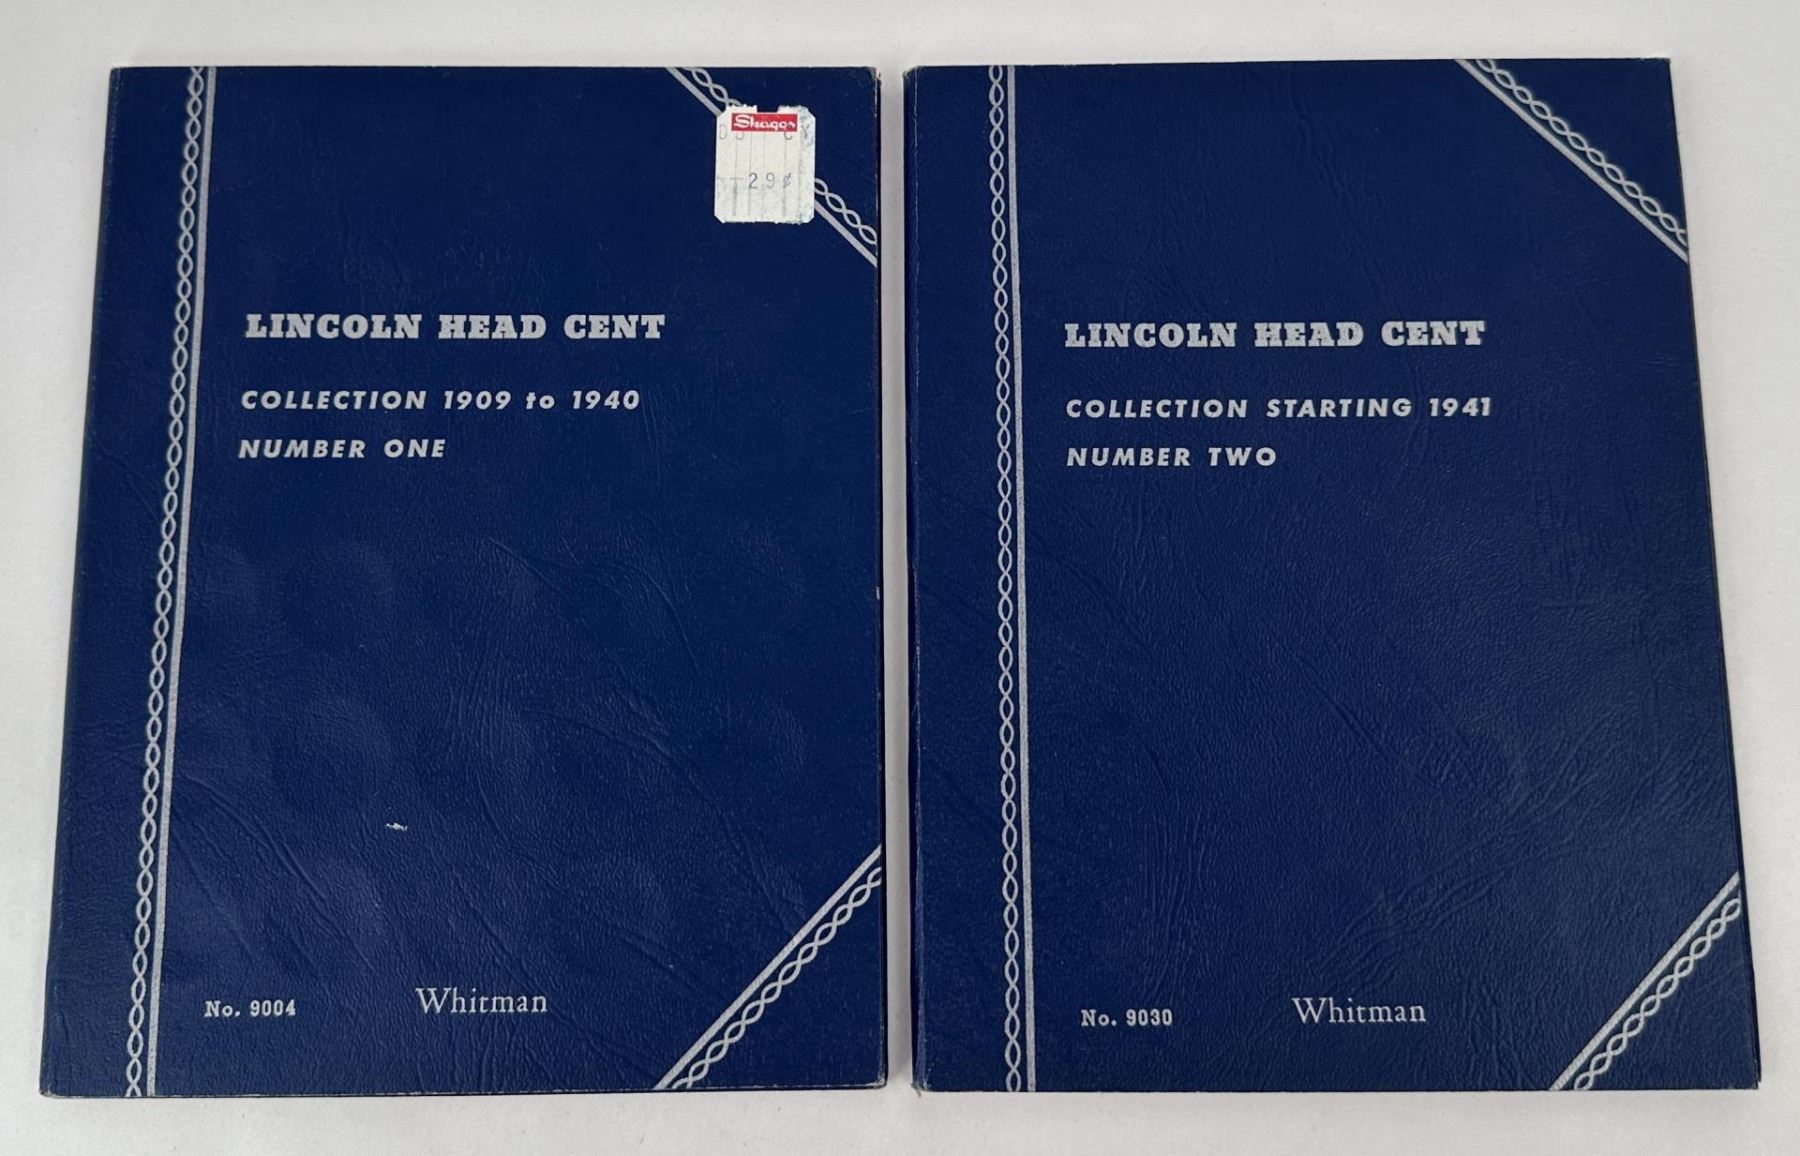 Skaggs
29¢
LINCOLN HEAD CENT
COLLECTION 1909 to 1940
NUMBER ONE
No. 9004
Whitman
LINCOLN HEAD CENT
COLLECTION STARTING 1941
NUMBER TWO
No. 9030
Whitman